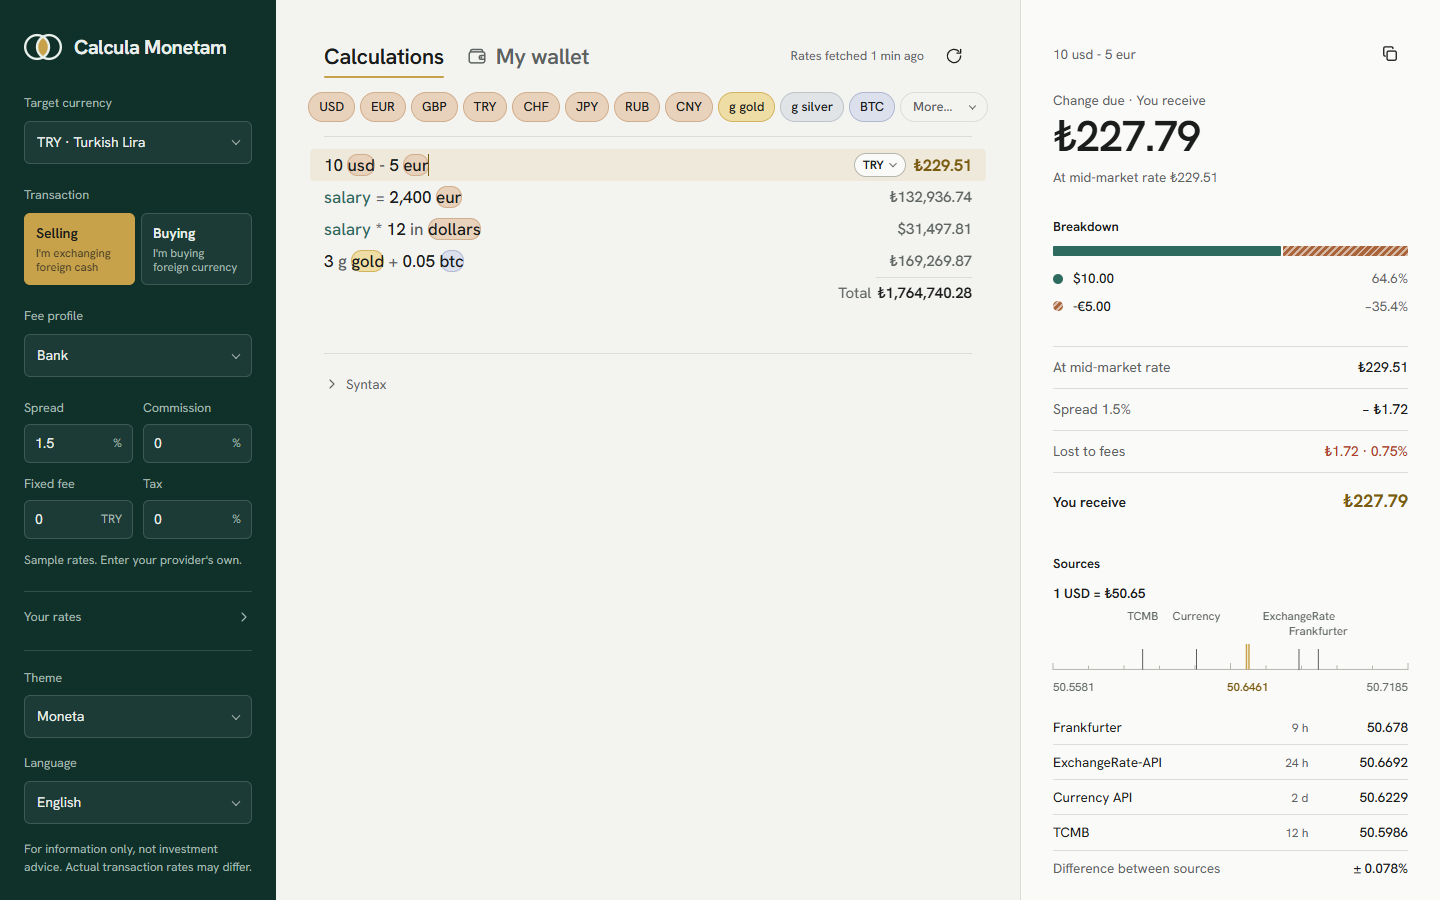 Calcula Monetam
Target currency
TRY · Turkish Lira
Transaction
Selling
I'm exchanging
foreign cash
Buying
I'm buying
foreign currency
Fee profile
Bank
Spread
Commission
1.5 %
0 %
Fixed fee
Tax
0 TRY
0 %
Sample rates. Enter your provider's own.
Your rates
Theme
Moneta
Language
English
For information only, not investment
advice. Actual transaction rates may differ.
Calculations
My wallet
Rates fetched 1 min ago
USD EUR GBP TRY CHF JPY RUB CNY g gold g silver BTC More...
10 usd - 5 eur TRY ₺229.51
salary = 2,400 eur ₺132,936.74
salary * 12 in dollars $31,497.81
3 g gold + 0.05 btc ₺169,269.87
Total ₺1,764,740.28
Syntax
10 usd - 5 eur
Change due · You receive
₺227.79
At mid-market rate ₺229.51
Breakdown
$10.00 64.6%
-€5.00 −35.4%
At mid-market rate ₺229.51
Spread 1.5% − ₺1.72
Lost to fees ₺1.72 · 0.75%
You receive ₺227.79
Sources
1 USD = ₺50.65
TCMB Currency ExchangeRate
Frankfurter
50.5581 50.6461 50.7185
Frankfurter 9 h 50.678
ExchangeRate-API 24 h 50.6692
Currency API 2 d 50.6229
TCMB 12 h 50.5986
Difference between sources ± 0.078%